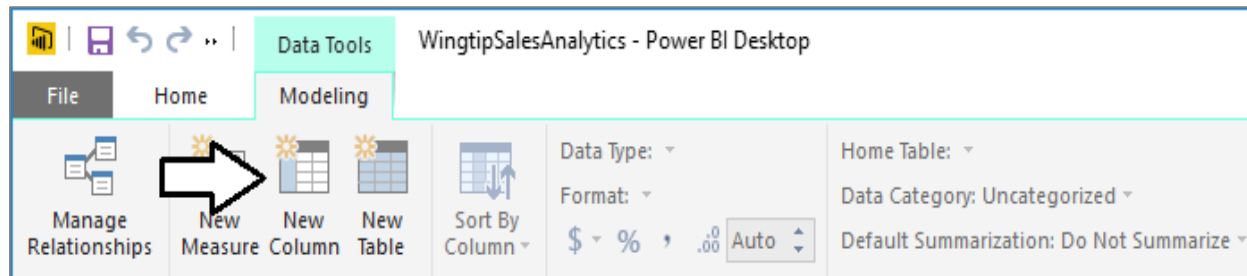 Data Tools
WingtipSalesAnalytics - Power BI Desktop
File
Home
Modeling
Manage
Relationships
New
Measure
New
Column
New
Table
Sort By
Column
Data Type:
Format:
$ % , .00 Auto
Home Table:
Data Category: Uncategorized
Default Summarization: Do Not Summarize